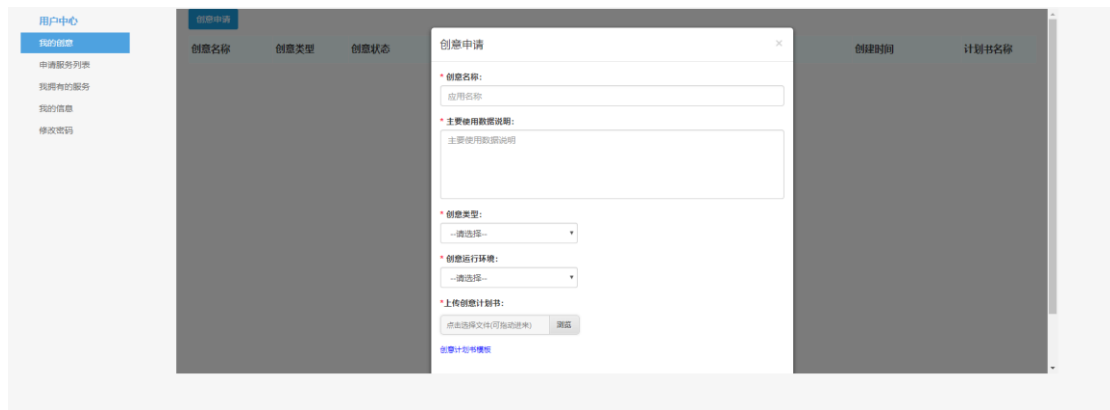 用户中心
我的创意
申请服务列表
我拥有的服务
我的信息
修改密码
创意申请
创意名称 创意类型 创意状态 创建时间 计划书名称
创意申请 ×
* 创意名称:
应用名称
* 主要使用数据说明:
主要使用数据说明
* 创意类型:
--请选择--
* 创意运行环境:
--请选择--
*上传创意计划书:
点击选择文件(可拖动进来) 浏览
创意计划书模板